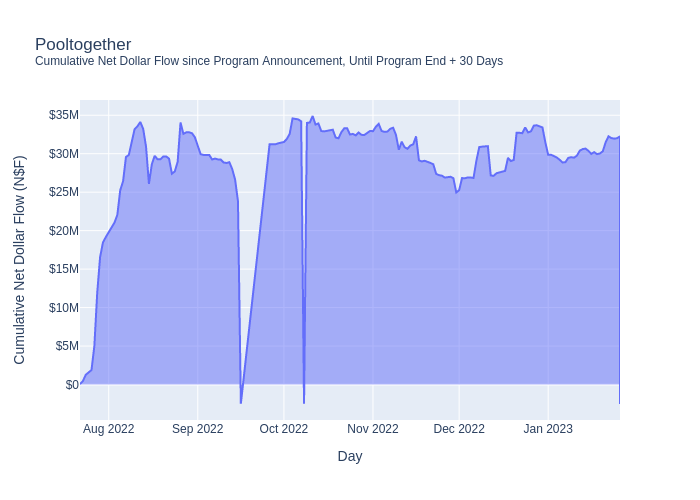 Pooltogether
Cumulative Net Dollar Flow since Program Announcement, Until Program End + 30 Days
Cumulative Net Dollar Flow (N$F)
$35M
$30M
$25M
$20M
$15M
$10M
$5M
$0
Aug 2022
Sep 2022
Oct 2022
Nov 2022
Dec 2022
Jan 2023
Day